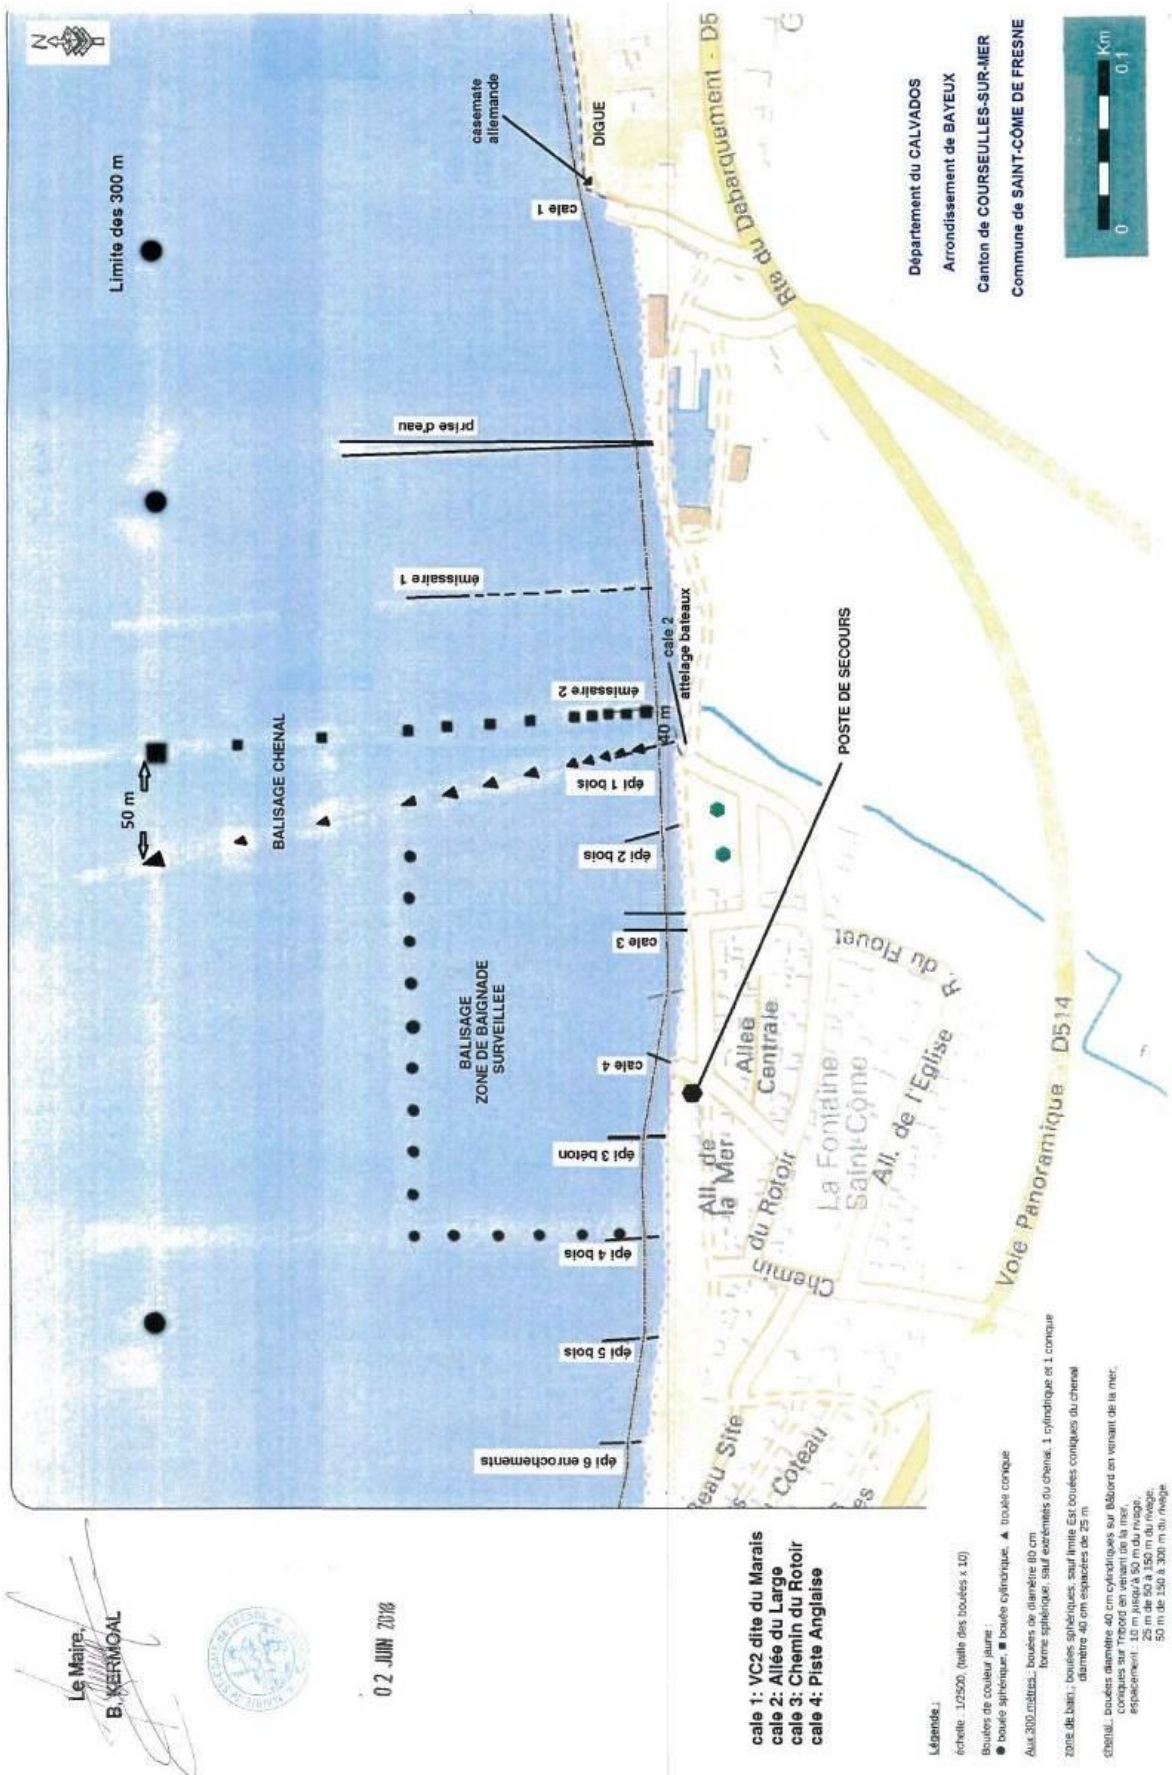 Le Maire,
B. KERMOAL
02 JUIN 2016
N
Limite des 300 m
50 m
BALISAGE CHENAL
BALISAGE
ZONE DE BAIGNADE
SURVEILLEE
casemate
allemande
DIGUE
cale 1
prise d'eau
émissaire 1
émissaire 2
40 m
cale 2
attelage bateaux
épi 1 bois
épi 2 bois
cale 3
cale 4
épi 3 béton
épi 4 bois
épi 5 bois
épi 6 enrochements
POSTE DE SECOURS
Rte du Débarquement - D5
Voie Panoramique - D514
All. de
la Mer
Allée
Centrale
La Fontaine
Saint-Côme
All. de l'Eglise
R. du Flouet
Chemin du Rotoir
Beau Site
Coteau
Département du CALVADOS
Arrondissement de BAYEUX
Canton de COURSEULLES-SUR-MER
Commune de SAINT-CÔME DE FRESNE
0 0.1 Km
cale 1: VC2 dite du Marais
cale 2: Allée du Large
cale 3: Chemin du Rotoir
cale 4: Piste Anglaise
Légende :
échelle : 1/2500, (taille des bouées x 10)
Bouées de couleur jaune :
● bouée sphérique, ■ bouée cylindrique, ▲ bouée conique
Aux 300 mètres : bouées de diamètre 80 cm
forme sphérique, sauf extrémités du chenal, 1 cylindrique et 1 conique
zone de bain : bouées sphériques, sauf limite Est bouées coniques du chenal
diamètre 40 cm espacées de 25 m
chenal : bouées diamètre 40 cm cylindriques sur Bâbord en venant de la mer,
coniques sur Tribord en venant de la mer,
espacement : 10 m jusqu'à 50 m du rivage,
25 m de 50 à 150 m du rivage,
50 m de 150 à 300 m du rivage